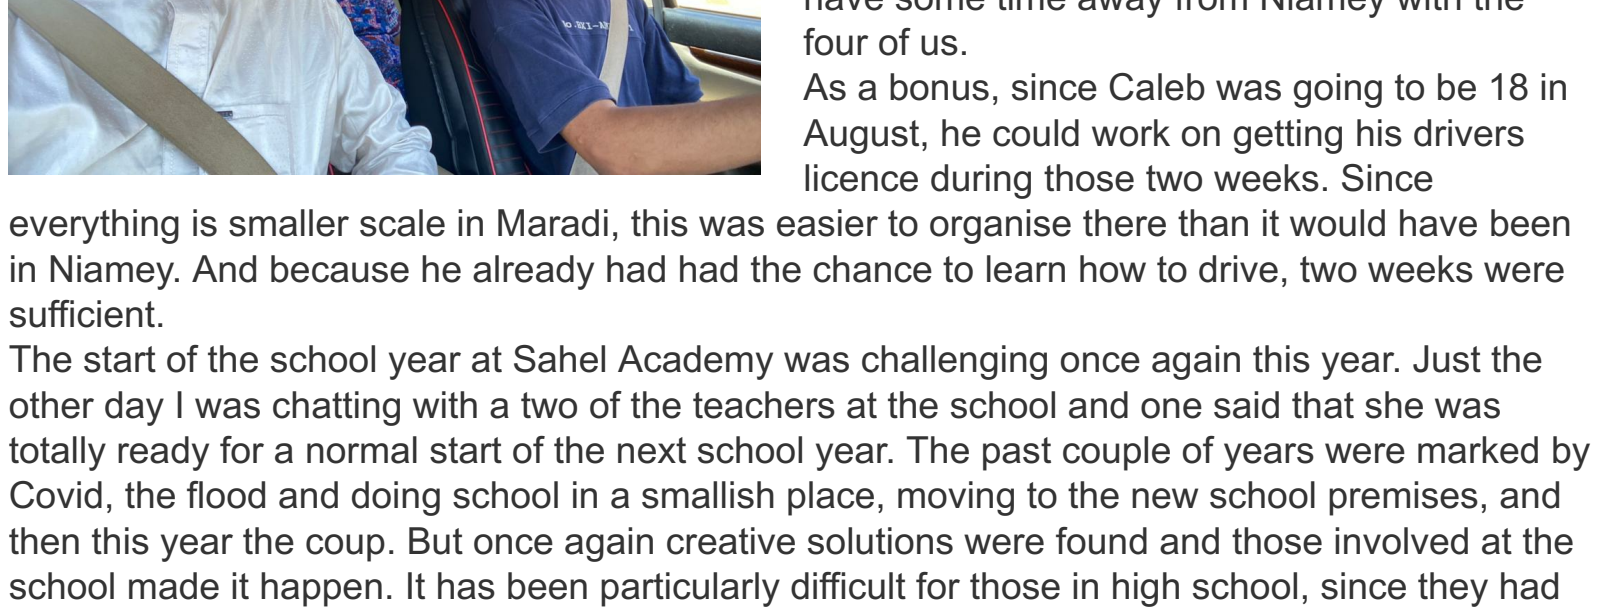 have some time away from Niamey with the
four of us.
As a bonus, since Caleb was going to be 18 in
August, he could work on getting his drivers
licence during those two weeks. Since
everything is smaller scale in Maradi, this was easier to organise there than it would have been
in Niamey. And because he already had had the chance to learn how to drive, two weeks were
sufficient.
The start of the school year at Sahel Academy was challenging once again this year. Just the
other day I was chatting with a two of the teachers at the school and one said that she was
totally ready for a normal start of the next school year. The past couple of years were marked by
Covid, the flood and doing school in a smallish place, moving to the new school premises, and
then this year the coup. But once again creative solutions were found and those involved at the
school made it happen. It has been particularly difficult for those in high school, since they had